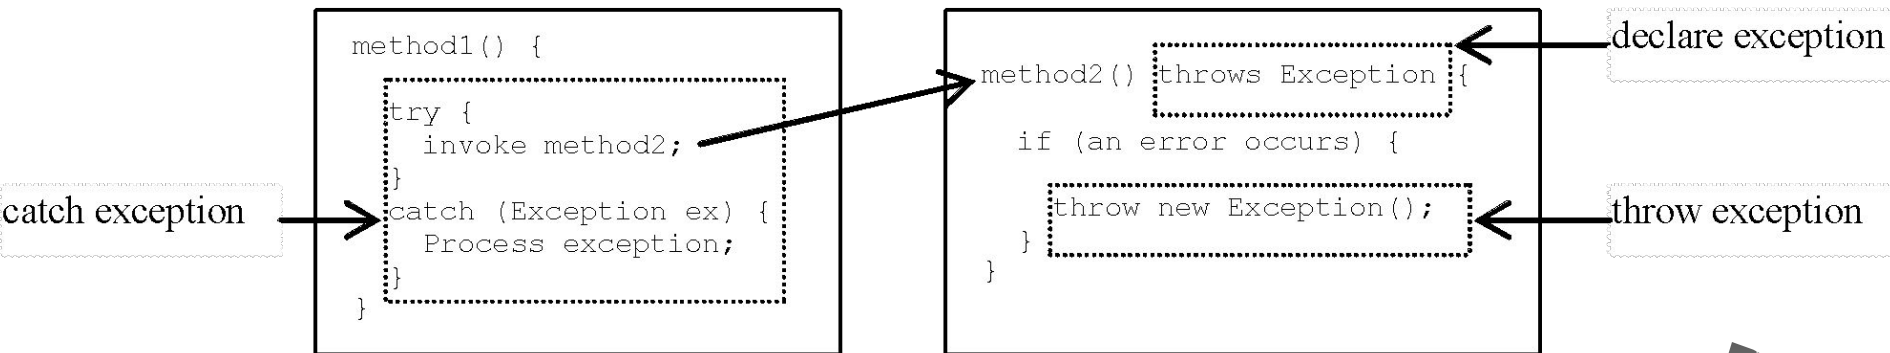 method1() {
try {
invoke method2;
}
catch (Exception ex) {
Process exception;
}
}
catch exception
method2() throws Exception {
if (an error occurs) {
throw new Exception();
}
}
declare exception
throw exception